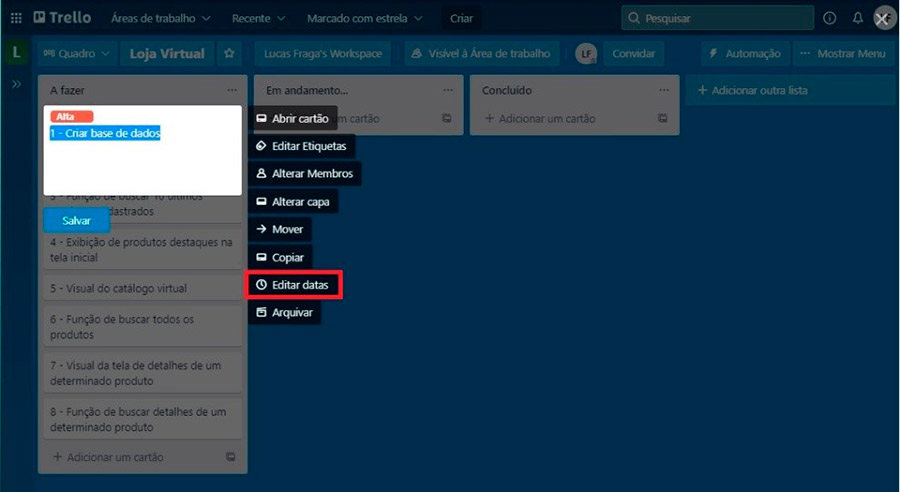 Trello Áreas de trabalho Recente Marcado com estrela Criar Pesquisar
L Quadro Loja Virtual Lucas Fraga's Workspace Visível à Área de trabalho LF Convidar Automação Mostrar Menu
A fazer
Alta
1 - Criar base de dados
3 - Função de buscar 10 últimos
dastrados
Salvar
4 - Exibição de produtos destaques na
tela inicial
5 - Visual do catálogo virtual
6 - Função de buscar todos os
produtos
7 - Visual da tela de detalhes de um
determinado produto
8 - Função de buscar detalhes de um
determinado produto
+ Adicionar um cartão
Em andamento...
um cartão
Abrir cartão
Editar Etiquetas
Alterar Membros
Alterar capa
Mover
Copiar
Editar datas
Arquivar
Concluído
+ Adicionar um cartão
+ Adicionar outra lista